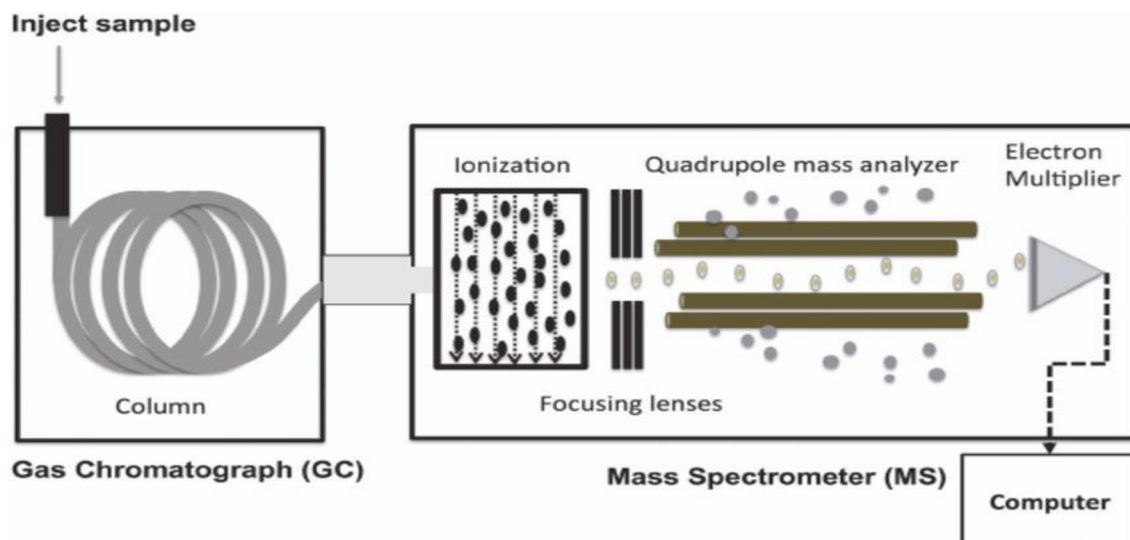 Inject sample
Ionization
Quadrupole mass analyzer
Electron
Multiplier
Column
Focusing lenses
Gas Chromatograph (GC)
Mass Spectrometer (MS)
Computer